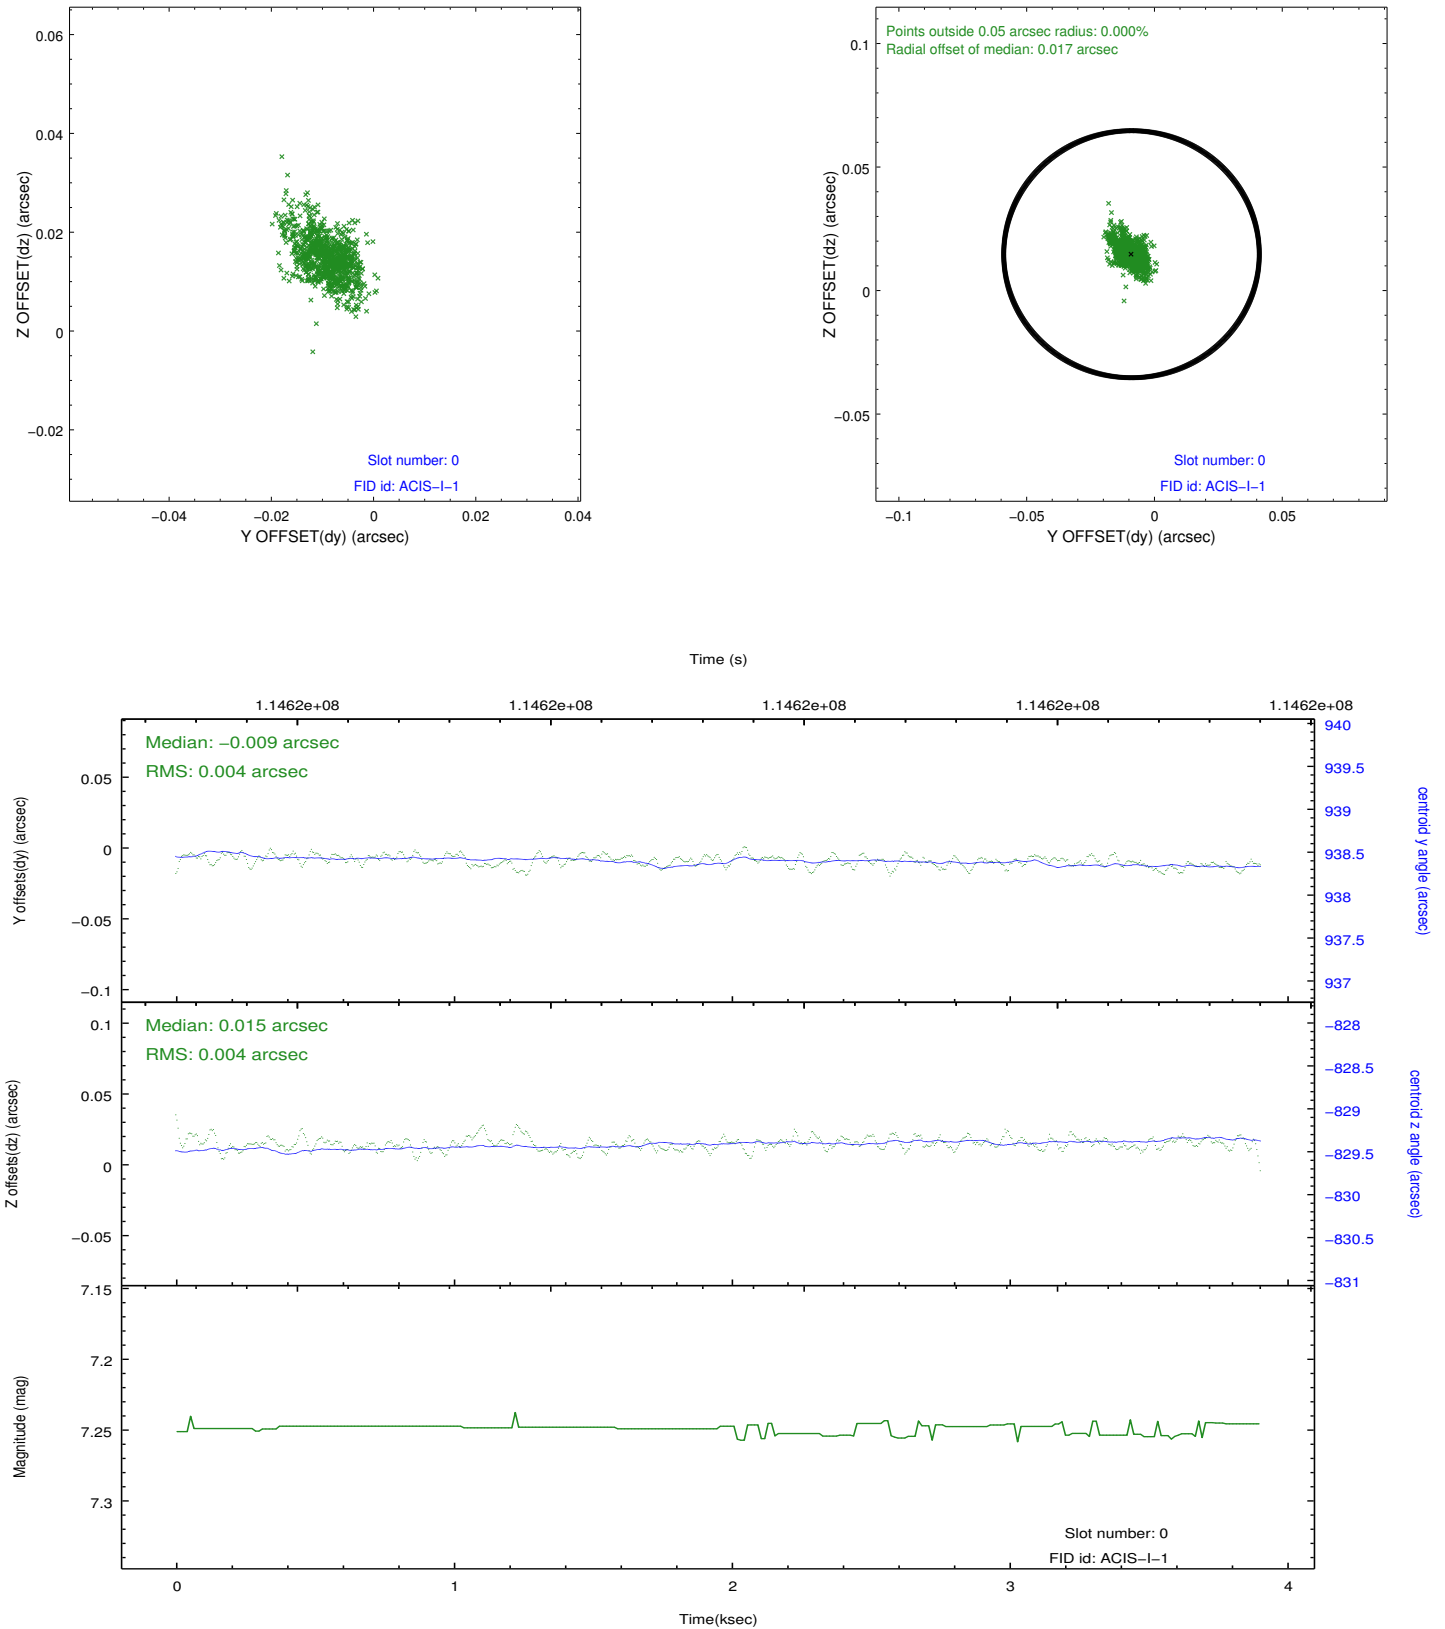 0.06
0.04
0.02
0
−0.02
Z OFFSET(dz) (arcsec)
Slot number: 0
FID id: ACIS−I−1
−0.04
−0.02
0
0.02
0.04
Y OFFSET(dy) (arcsec)
Points outside 0.05 arcsec radius: 0.000%
Radial offset of median: 0.017 arcsec
0.1
0.05
0
−0.05
Z OFFSET(dz) (arcsec)
Slot number: 0
FID id: ACIS−I−1
−0.1
−0.05
0
0.05
Y OFFSET(dy) (arcsec)
Time (s)
1.1462e+08
1.1462e+08
1.1462e+08
1.1462e+08
1.1462e+08
Median: −0.009 arcsec
RMS: 0.004 arcsec
0.05
0
−0.05
−0.1
Y offsets(dy) (arcsec)
940
939.5
939
938.5
938
937.5
937
centroid y angle (arcsec)
Median: 0.015 arcsec
RMS: 0.004 arcsec
0.1
0.05
0
−0.05
Z offsets(dz) (arcsec)
−828
−828.5
−829
−829.5
−830
−830.5
−831
centroid z angle (arcsec)
7.15
7.2
7.25
7.3
Magnitude (mag)
Slot number: 0
FID id: ACIS−I−1
0
1
2
3
4
Time(ksec)